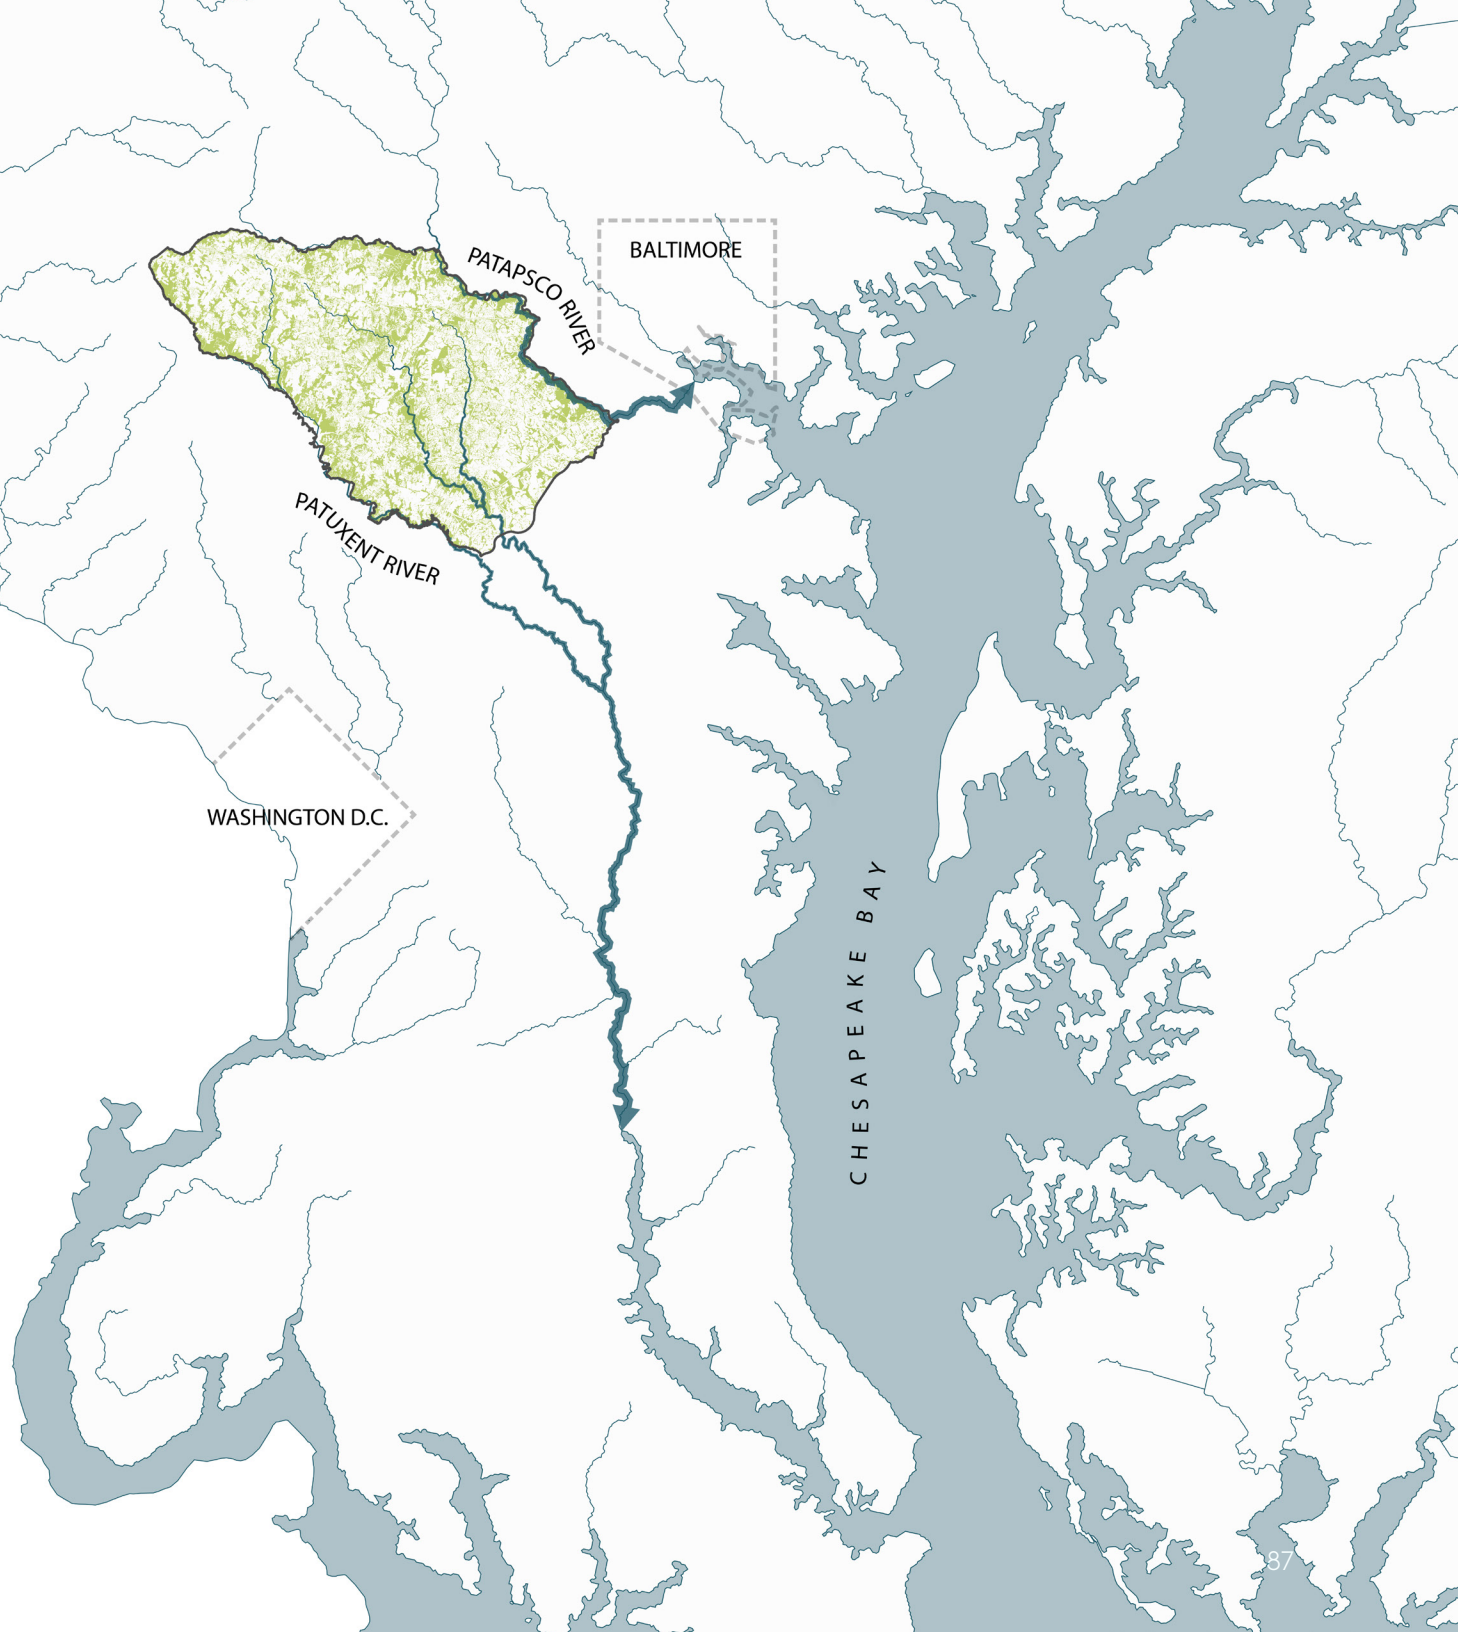 BALTIMORE
PATAPSCO RIVER
PATUXENT RIVER
WASHINGTON D.C.
CHESAPEAKE BAY
87